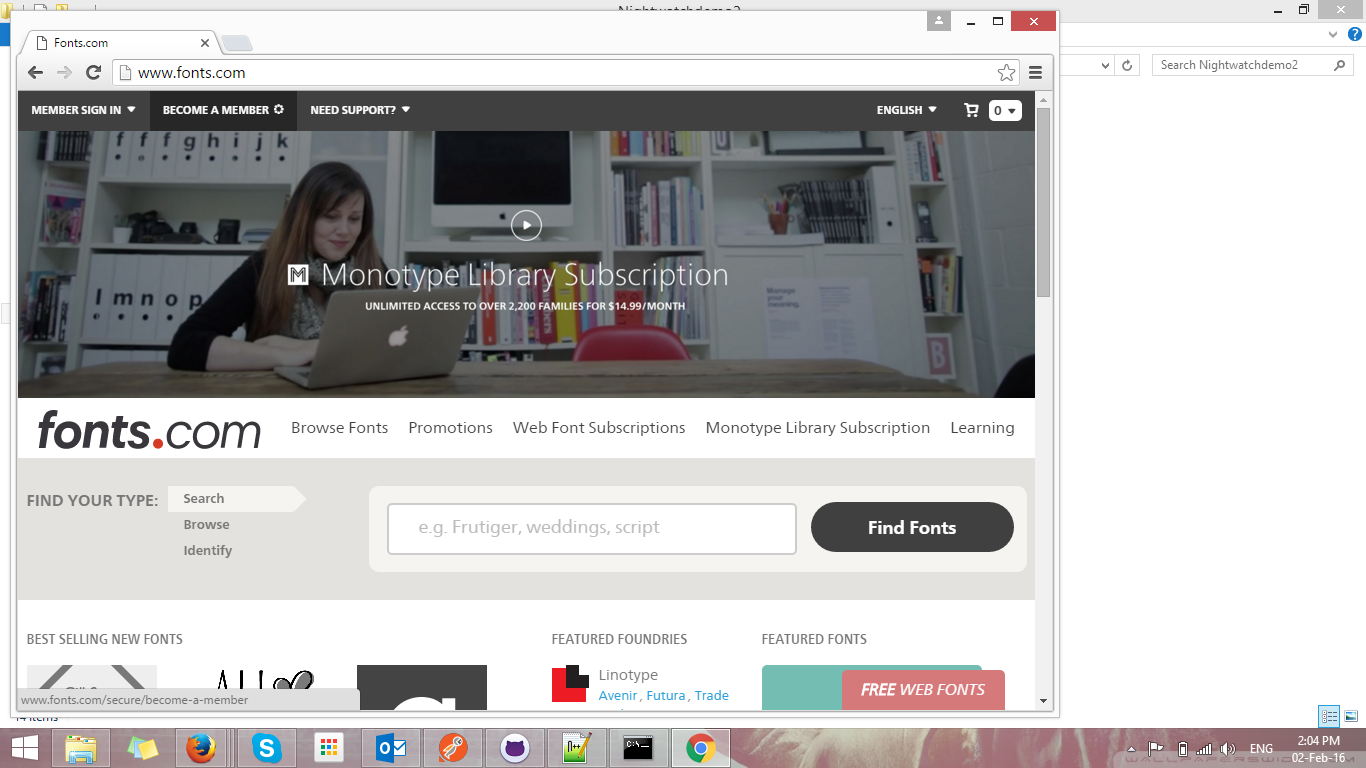 Nightwatchdemo2
Fonts.com
www.fonts.com
Search Nightwatchdemo2
MEMBER SIGN IN
BECOME A MEMBER
NEED SUPPORT?
ENGLISH
0
f f f f g h i j k
l m n o p
Manage your meaning.
B
M Monotype Library Subscription
UNLIMITED ACCESS TO OVER 2,200 FAMILIES FOR $14.99/MONTH
fonts.com
Browse Fonts
Promotions
Web Font Subscriptions
Monotype Library Subscription
Learning
FIND YOUR TYPE:
Search
Browse
Identify
e.g. Frutiger, weddings, script
Find Fonts
BEST SELLING NEW FONTS
FEATURED FOUNDRIES
FEATURED FONTS
Linotype
Avenir, Futura, Trade
FREE WEB FONTS
www.fonts.com/secure/become-a-member
14 items
ENG
2:04 PM
02-Feb-16